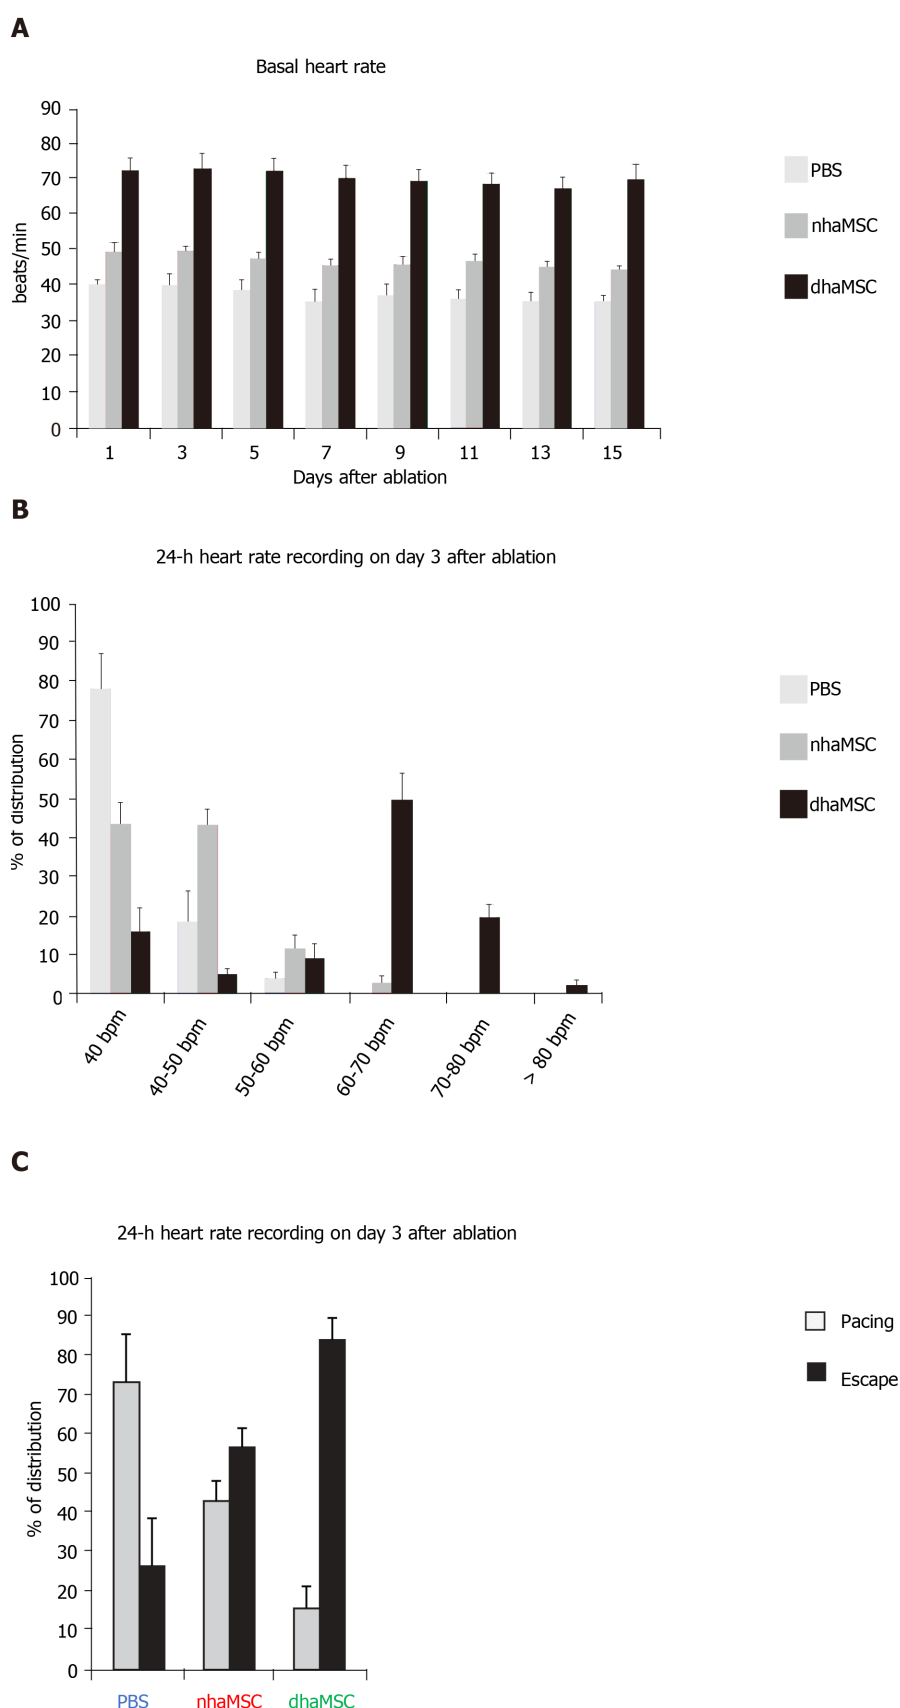 A
Basal heart rate
90
80
70
60
50
40
30
20
10
0
beats/min
1 3 5 7 9 11 13 15
Days after ablation
PBS
nhaMSC
dhaMSC
B
24-h heart rate recording on day 3 after ablation
100
90
80
70
60
50
40
30
20
10
0
% of distribution
40 bpm
40-50 bpm
50-60 bpm
60-70 bpm
70-80 bpm
> 80 bpm
PBS
nhaMSC
dhaMSC
C
24-h heart rate recording on day 3 after ablation
100
90
80
70
60
50
40
30
20
10
0
% of distribution
PBS nhaMSC dhaMSC
Pacing
Escape